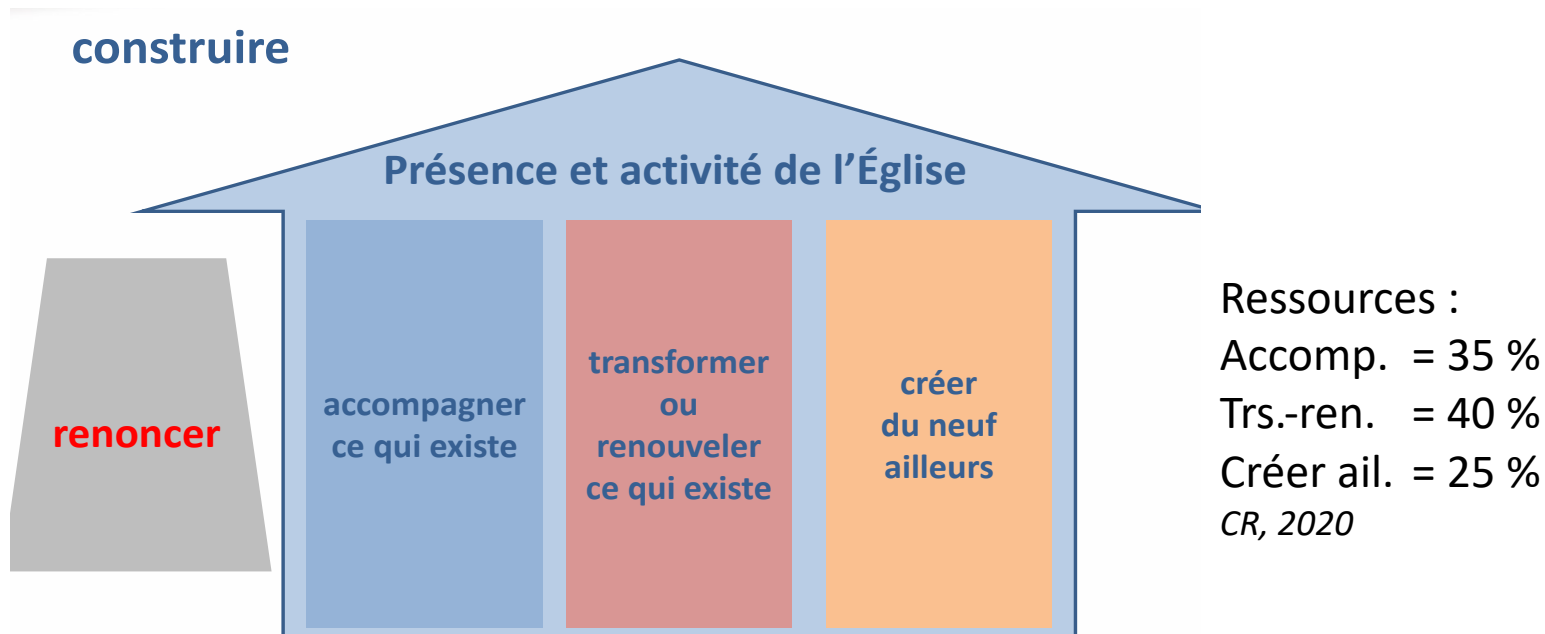 construire
Présence et activité de l’Église
renoncer
accompagner
ce qui existe
transformer
ou
renouveler
ce qui existe
créer
du neuf
ailleurs
Ressources :
Accomp. = 35 %
Trs.-ren. = 40 %
Créer ail. = 25 %
CR, 2020